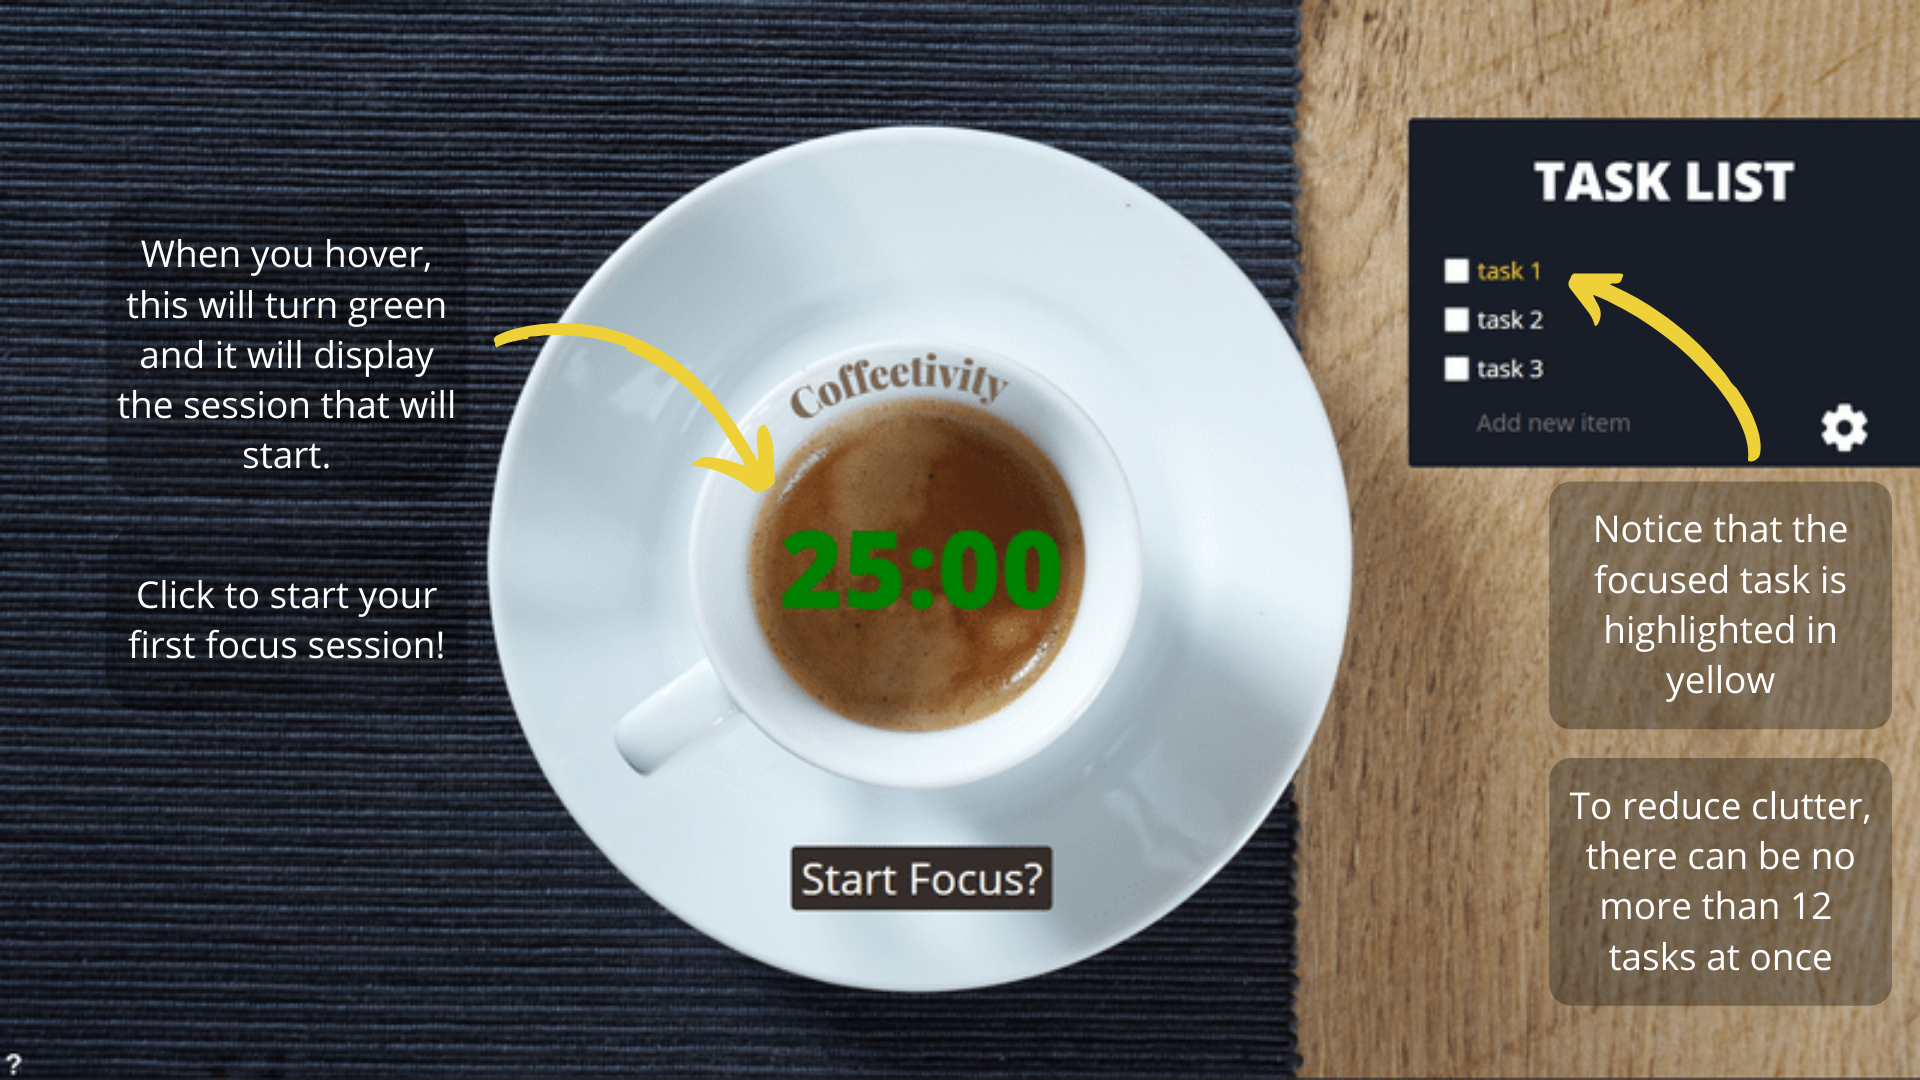 When you hover,
this will turn green
and it will display
the session that will
start.
Click to start your
first focus session!
Coffeetivity
25:00
Start Focus?
TASK LIST
task 1
task 2
task 3
Add new item
Notice that the
focused task is
highlighted in
yellow
To reduce clutter,
there can be no
more than 12
tasks at once
?